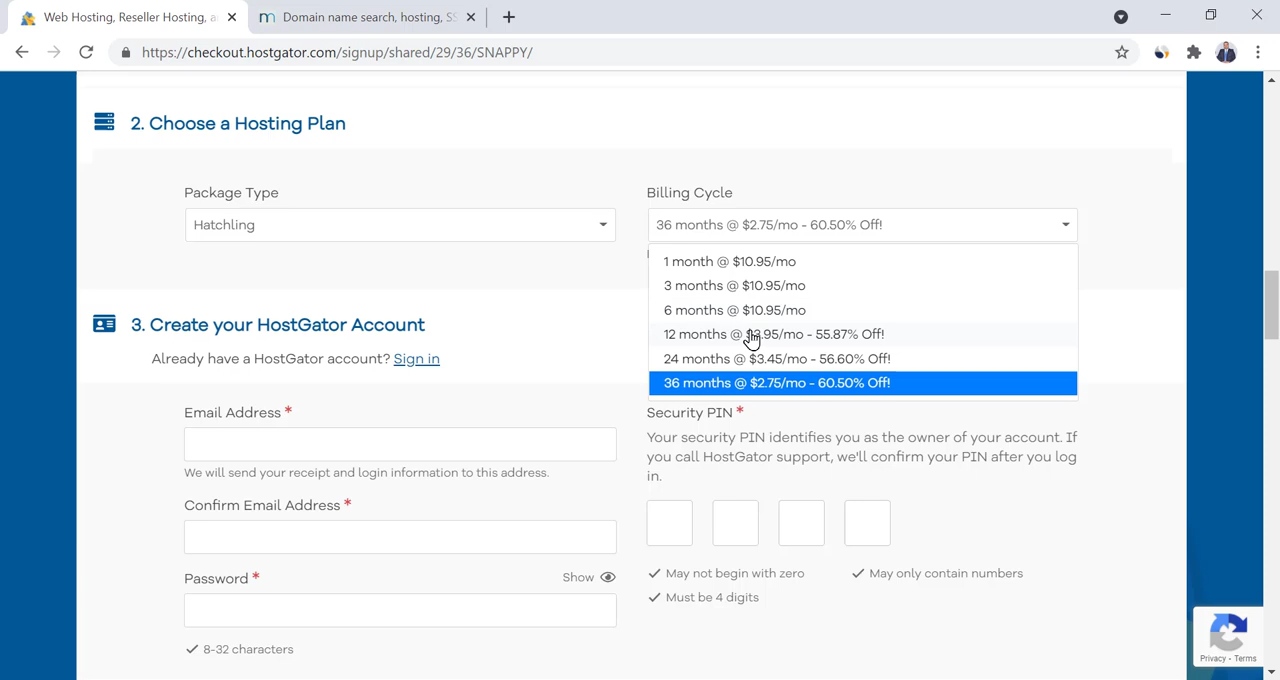 Web Hosting, Reseller Hosting, a
Domain name search, hosting, SS
https://checkout.hostgator.com/signup/shared/29/36/SNAPPY/
2. Choose a Hosting Plan
Package Type
Billing Cycle
Hatchling
36 months @ $2.75/mo - 60.50% Off!
1 month @ $10.95/mo
3 months @ $10.95/mo
6 months @ $10.95/mo
12 months @ - 55.87% Off!
24 months @ $3.45/mo - 56.60% Off!
36 months @ $2.75/mo - 60.50% Off!
3. Create your HostGator Account
Already have a HostGator account? Sign in
Email Address *
We will send your receipt and login information to this address.
Confirm Email Address *
Password *
Show
8-32 characters
Security PIN *
Your security PIN identifies you as the owner of your account. If
you call HostGator support, we'll confirm your PIN after you log
in.
May not begin with zero
May only contain numbers
Must be 4 digits
Privacy - Terms